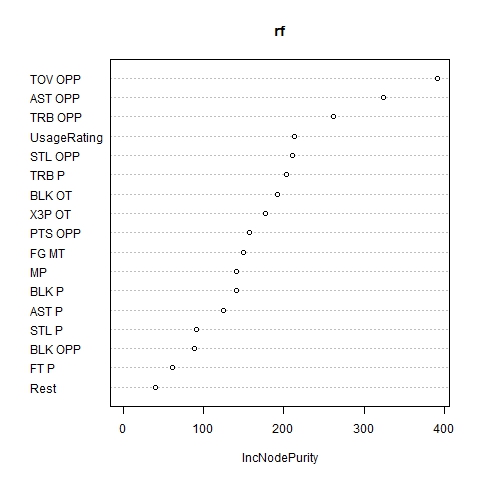 rf
TOV OPP
AST OPP
TRB OPP
UsageRating
STL OPP
TRB P
BLK OT
X3P OT
PTS OPP
FG MT
MP
BLK P
AST P
STL P
BLK OPP
FT P
Rest
0 100 200 300 400
IncNodePurity